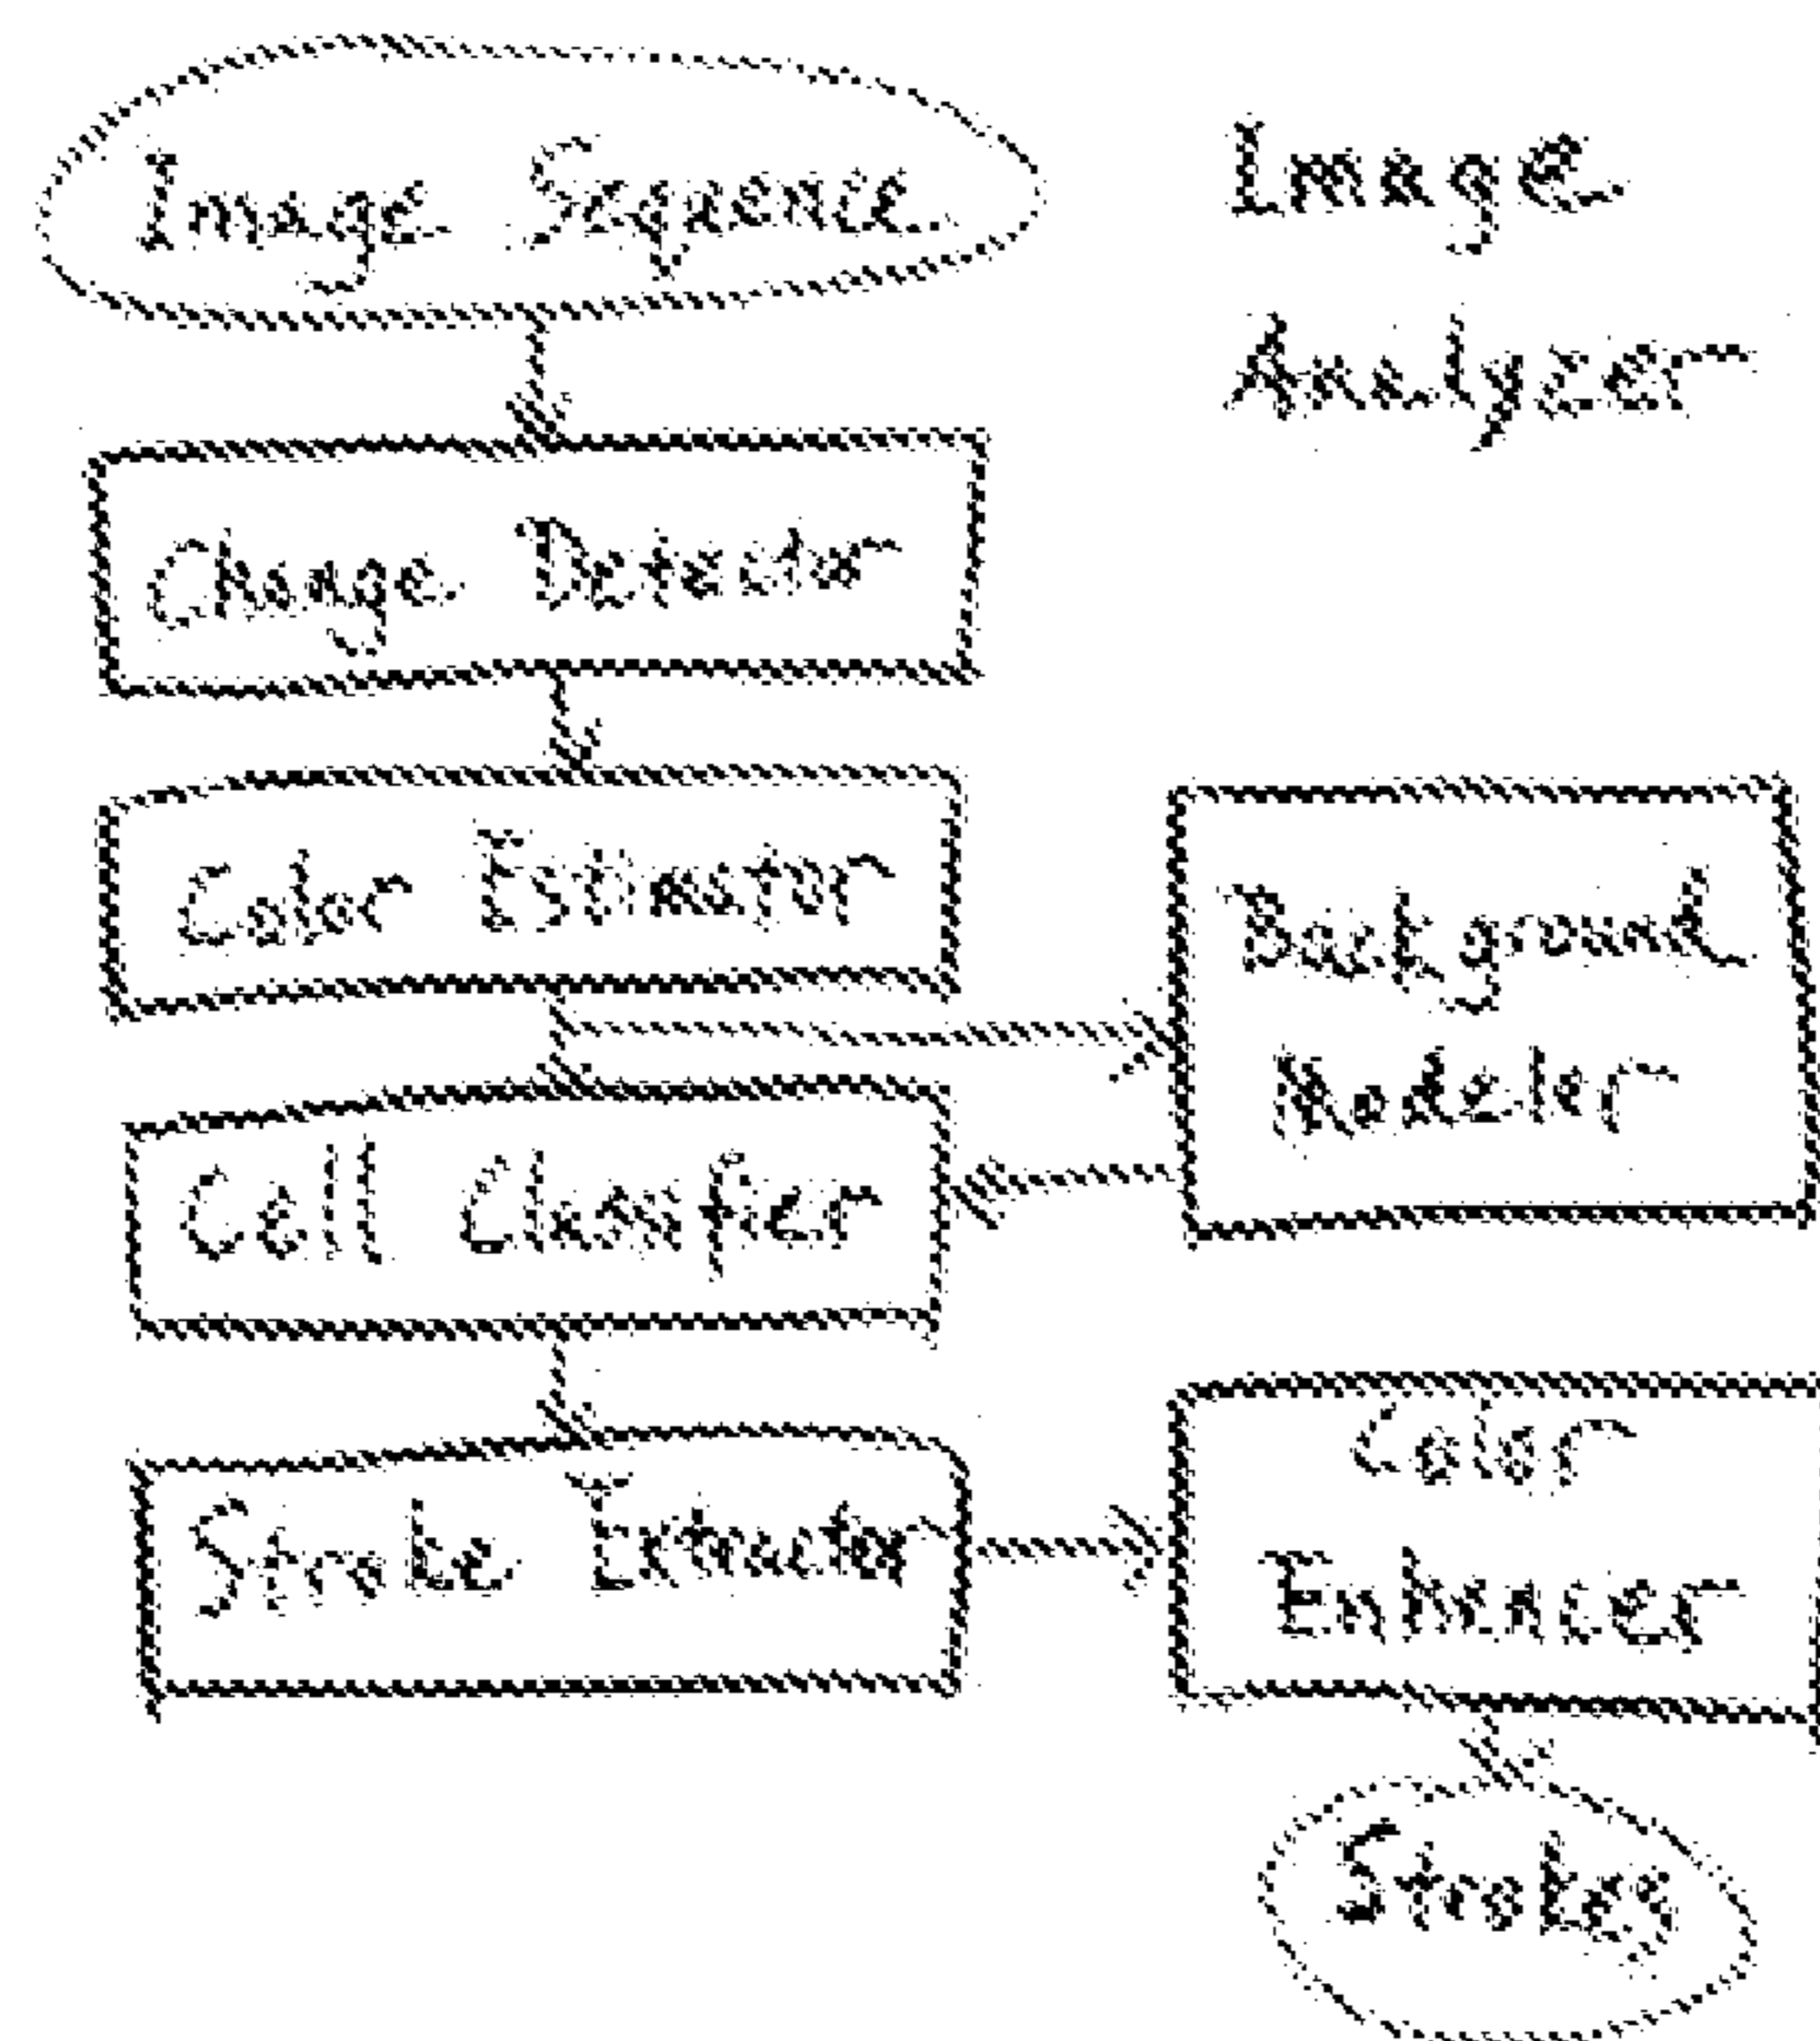 Image Sequence
Image
Analyzer
Change Detector
Color Estimator
Background
Modeler
Cell Classifier
Stroke Extractor
Color
Enhancer
Strokes